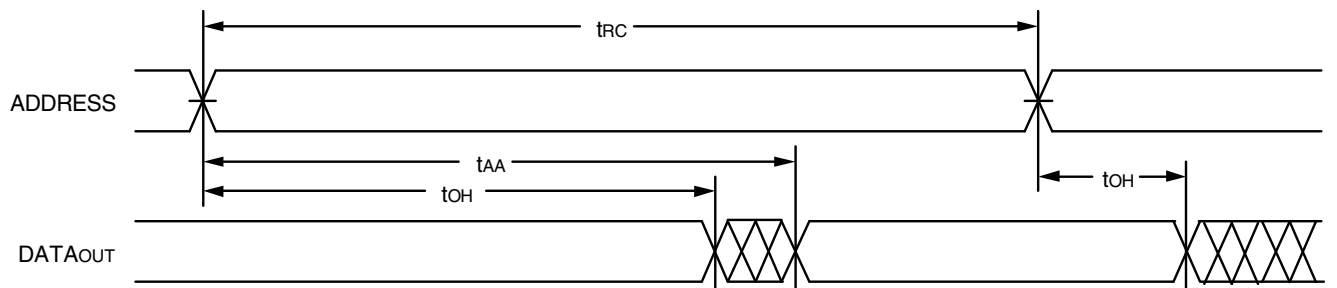 tRC
ADDRESS
tAA
tOH
tOH
DATAOUT